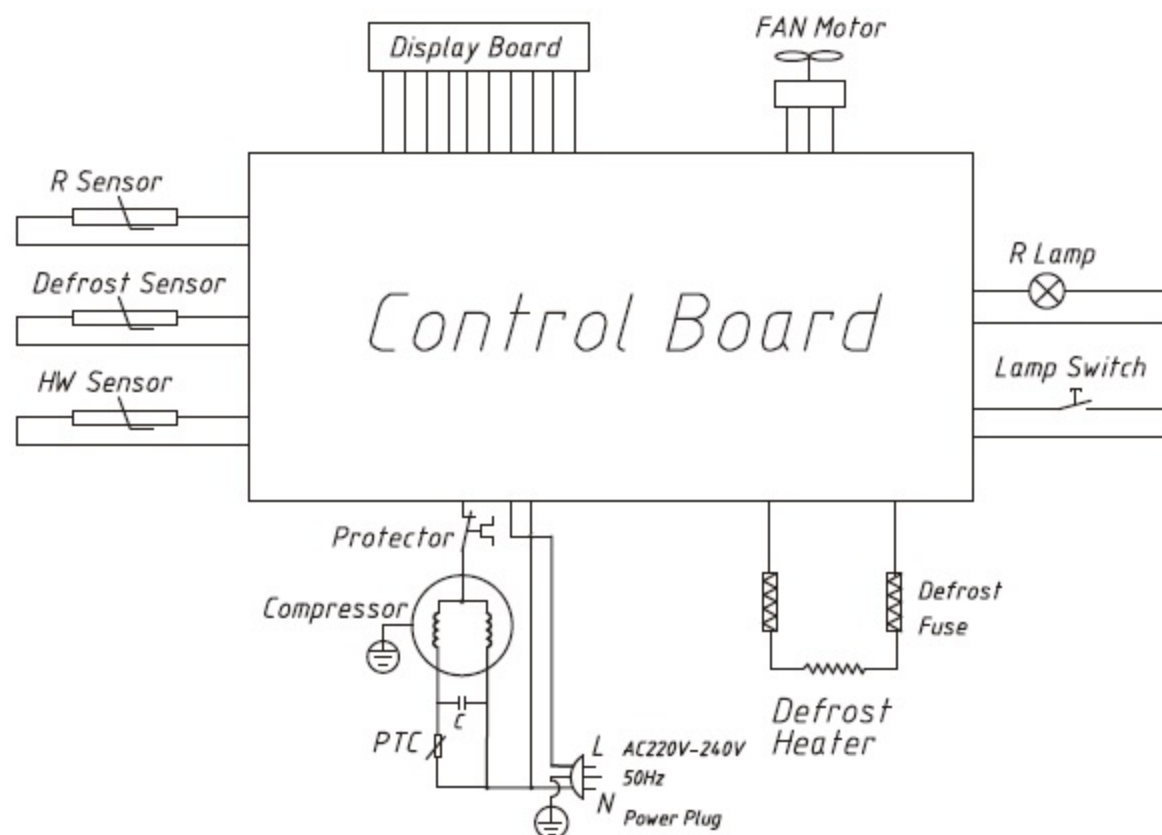 Display Board
FAN Motor
R Sensor
Defrost Sensor
HW Sensor
Control Board
R Lamp
Lamp Switch
Protector
Compressor
Defrost
Fuse
C
PTC
Defrost
Heater
L AC220V-240V
50Hz
N Power Plug